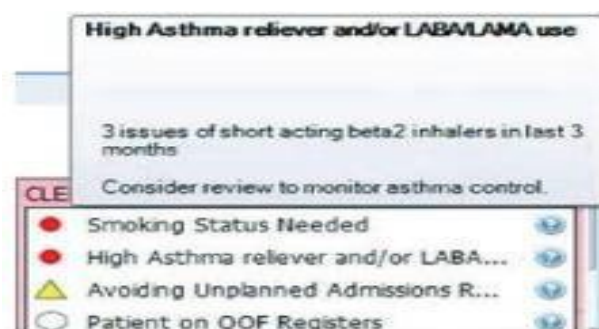 High Asthma reliever and/or LABA/LAMA use
3 issues of short acting beta2 inhalers in last 3
months
Consider review to monitor asthma control.
CLE
Smoking Status Needed
High Asthma reliever and/or LABA...
Avoiding Unplanned Admissions R...
Patient on QOF Registers